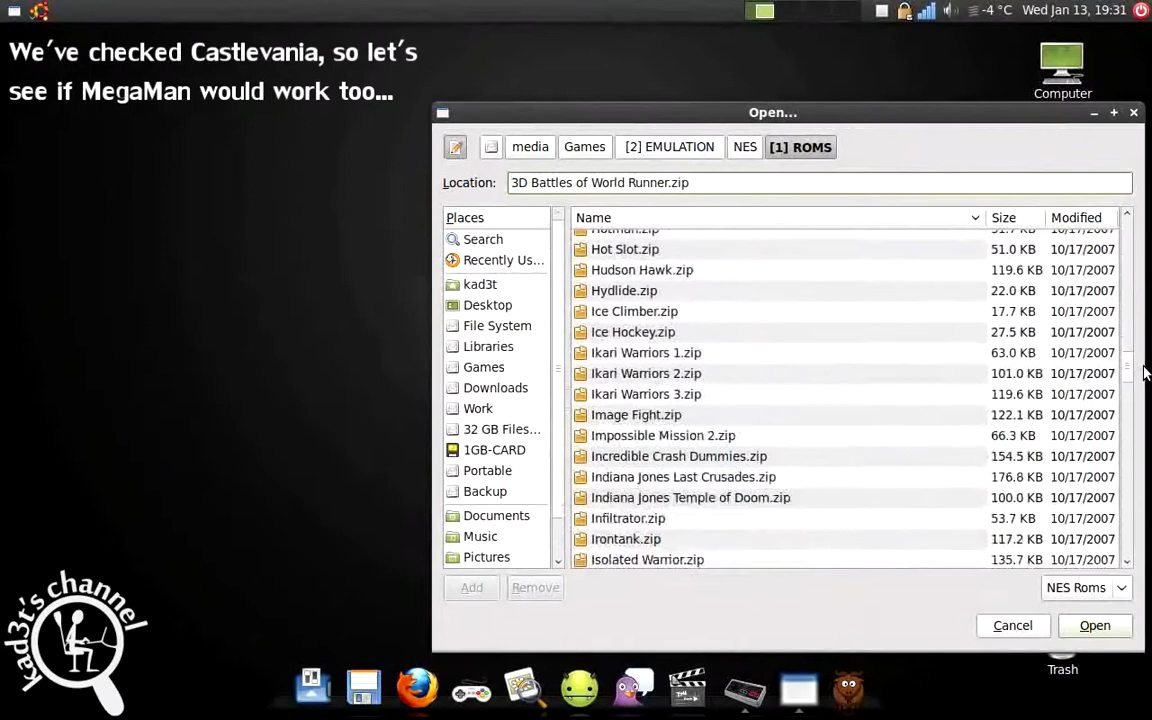 -4 °C Wed Jan 13, 19:31
We've checked Castlevania, so let's
see if MegaMan would work too...
Computer
Open...
media Games [2] EMULATION NES [1] ROMS
Location: 3D Battles of World Runner.zip
Places Name Size Modified
Search
Recently Us...
kad3t
Desktop
File System
Libraries
Games
Downloads
Work
32 GB Files...
1GB-CARD
Portable
Backup
Documents
Music
Pictures
Hot Slot.zip 51.0 KB 10/17/2007
Hudson Hawk.zip 119.6 KB 10/17/2007
Hydlide.zip 22.0 KB 10/17/2007
Ice Climber.zip 17.7 KB 10/17/2007
Ice Hockey.zip 27.5 KB 10/17/2007
Ikari Warriors 1.zip 63.0 KB 10/17/2007
Ikari Warriors 2.zip 101.0 KB 10/17/2007
Ikari Warriors 3.zip 119.6 KB 10/17/2007
Image Fight.zip 122.1 KB 10/17/2007
Impossible Mission 2.zip 66.3 KB 10/17/2007
Incredible Crash Dummies.zip 154.5 KB 10/17/2007
Indiana Jones Last Crusades.zip 176.8 KB 10/17/2007
Indiana Jones Temple of Doom.zip 100.0 KB 10/17/2007
Infiltrator.zip 53.7 KB 10/17/2007
Irontank.zip 117.2 KB 10/17/2007
Isolated Warrior.zip 135.7 KB 10/17/2007
Add Remove NES Roms
Cancel Open
kad3t's channel
Trash